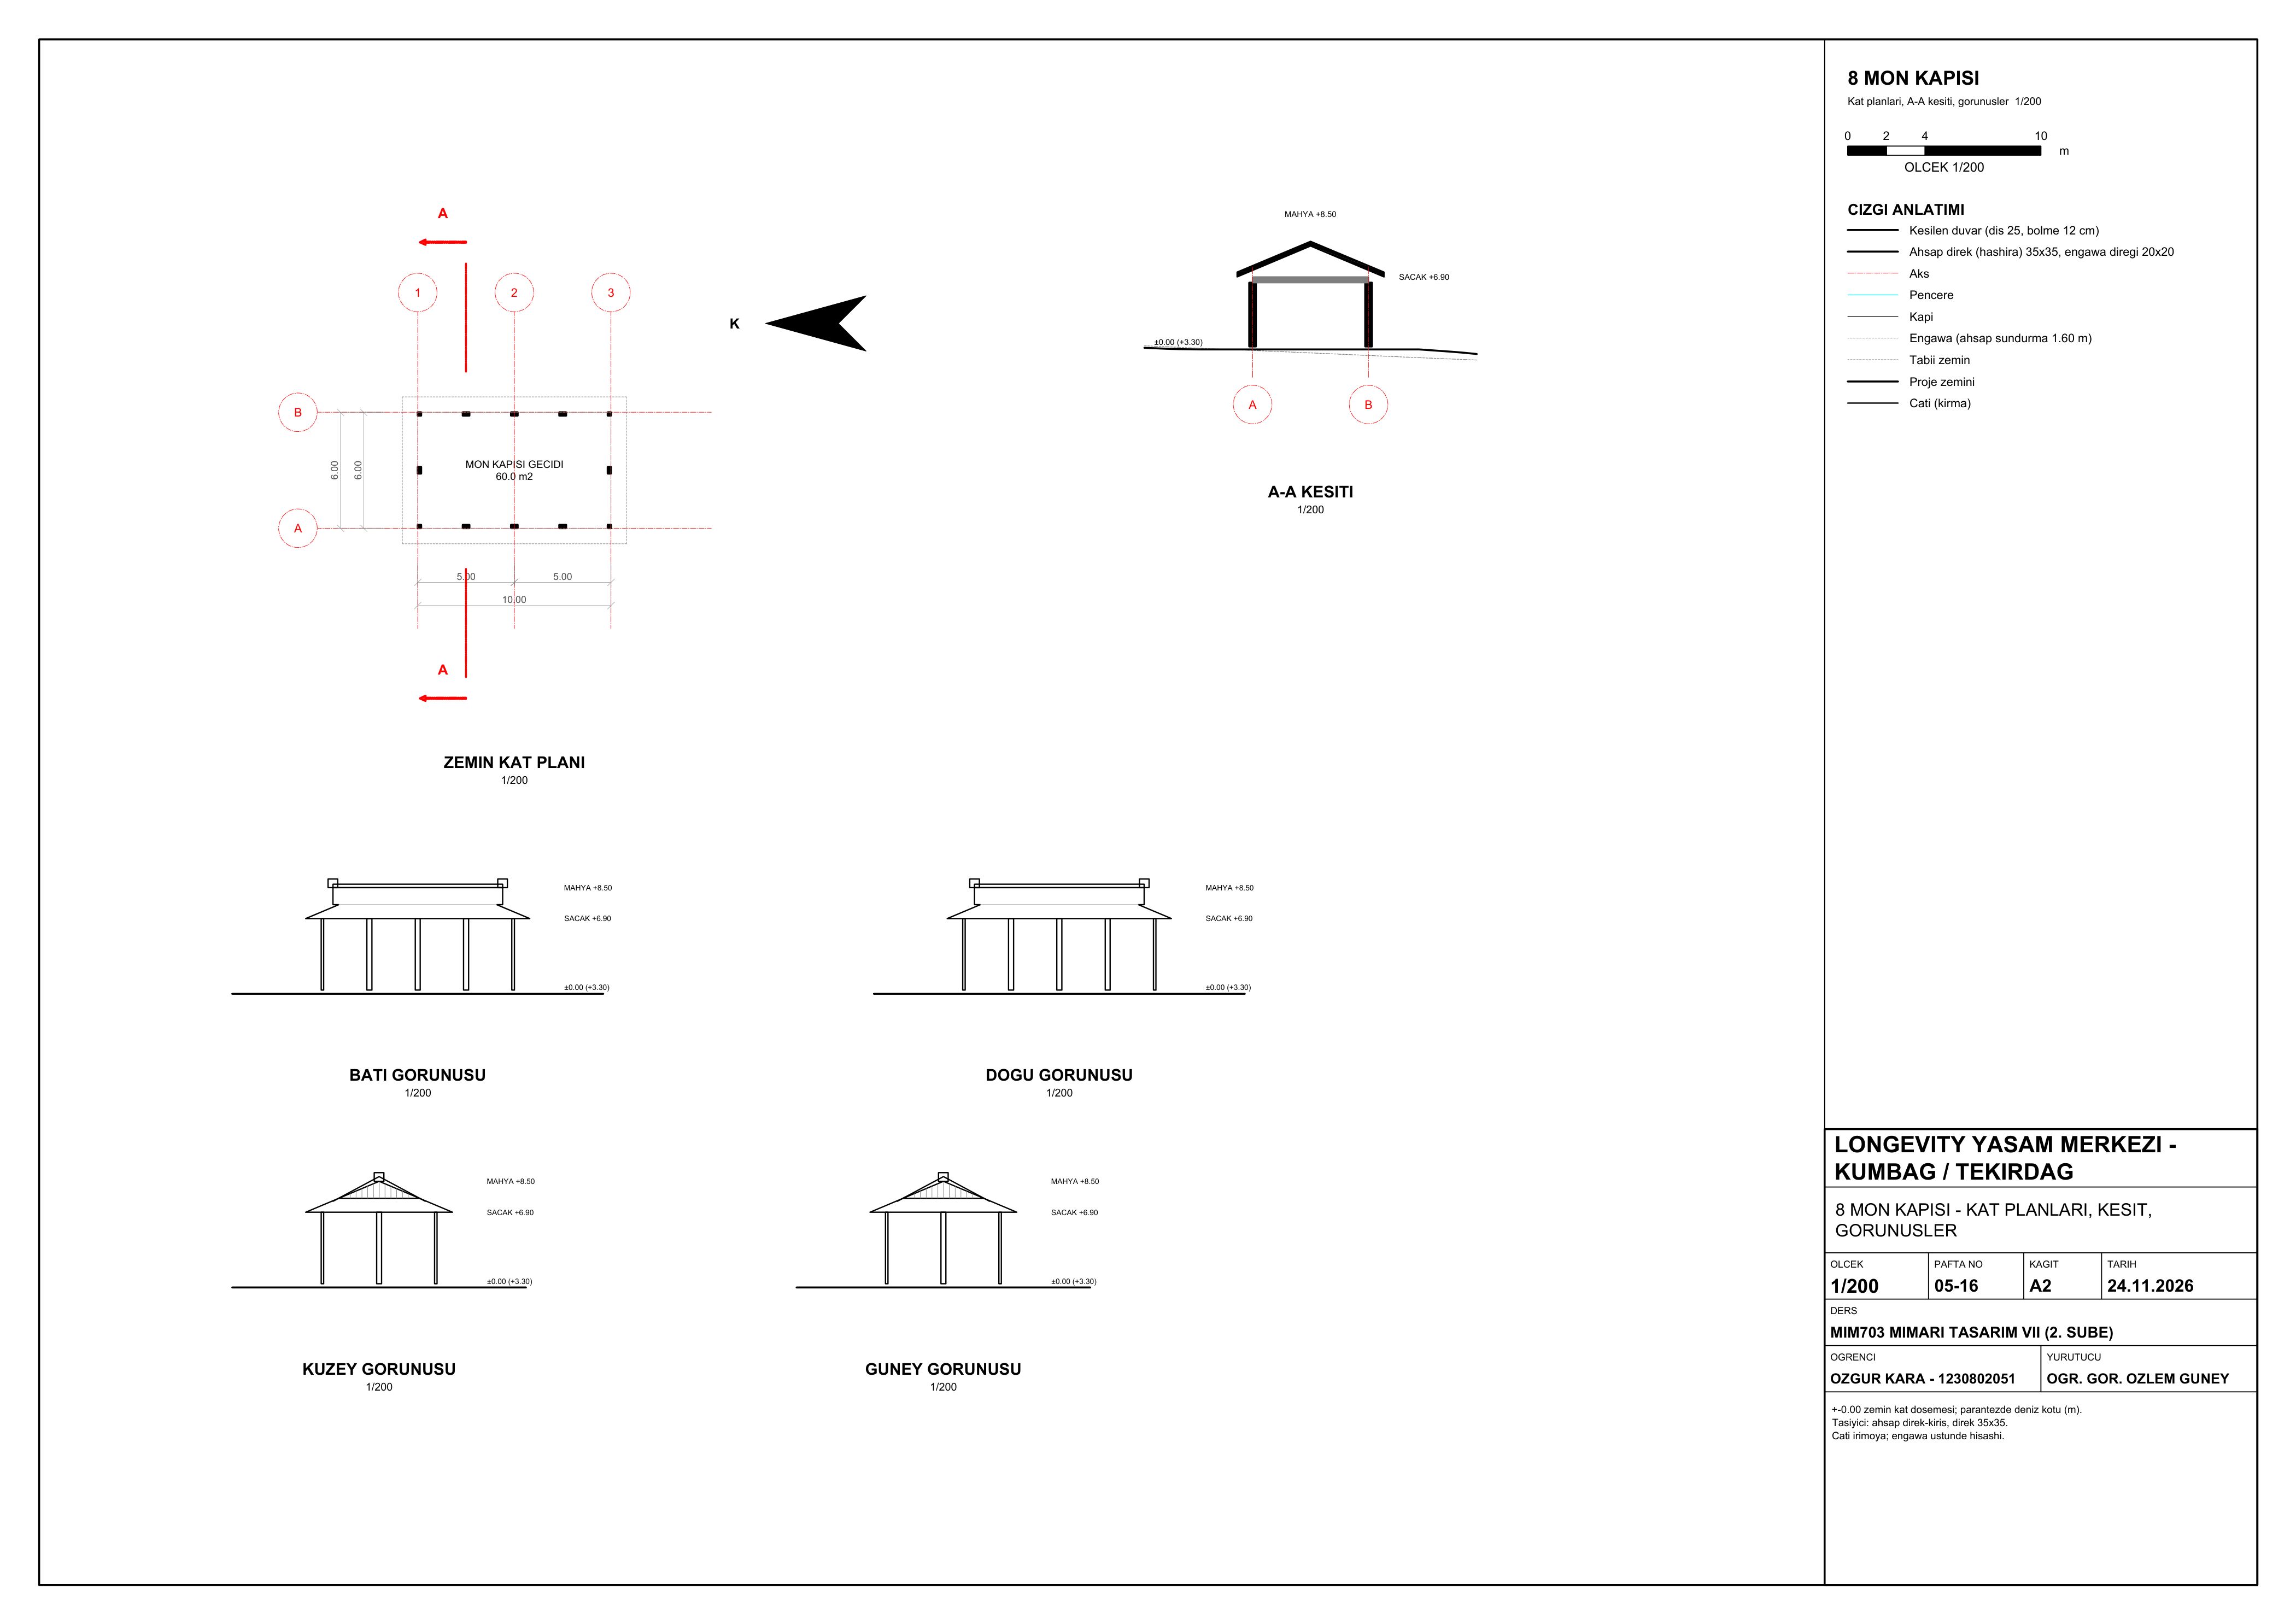 8 MON KAPISI
Kat planlari, A-A kesiti, gorunusler 1/200
0 2 4 10
m
OLCEK 1/200
CIZGI ANLATIMI
Kesilen duvar (dis 25, bolme 12 cm)
Ahsap direk (hashira) 35x35, engawa diregi 20x20
Aks
Pencere
Kapi
Engawa (ahsap sundurma 1.60 m)
Tabii zemin
Proje zemini
Cati (kirma)
A
1 2 3
K
B
6.00 6.00
MON KAPISI GECIDI
60.0 m2
A
5.00 5.00
10.00
A
ZEMIN KAT PLANI
1/200
MAHYA +8.50
SACAK +6.90
±0.00 (+3.30)
A B
A-A KESITI
1/200
MAHYA +8.50
SACAK +6.90
±0.00 (+3.30)
BATI GORUNUSU
1/200
MAHYA +8.50
SACAK +6.90
±0.00 (+3.30)
DOGU GORUNUSU
1/200
MAHYA +8.50
SACAK +6.90
±0.00 (+3.30)
KUZEY GORUNUSU
1/200
MAHYA +8.50
SACAK +6.90
±0.00 (+3.30)
GUNEY GORUNUSU
1/200
LONGEVITY YASAM MERKEZI -
KUMBAG / TEKIRDAG
8 MON KAPISI - KAT PLANLARI, KESIT,
GORUNUSLER
OLCEK PAFTA NO KAGIT TARIH
1/200 05-16 A2 24.11.2026
DERS
MIM703 MIMARI TASARIM VII (2. SUBE)
OGRENCI YURUTUCU
OZGUR KARA - 1230802051 OGR. GOR. OZLEM GUNEY
+-0.00 zemin kat dosemesi; parantezde deniz kotu (m).
Tasiyici: ahsap direk-kiris, direk 35x35.
Cati irimoya; engawa ustunde hisashi.